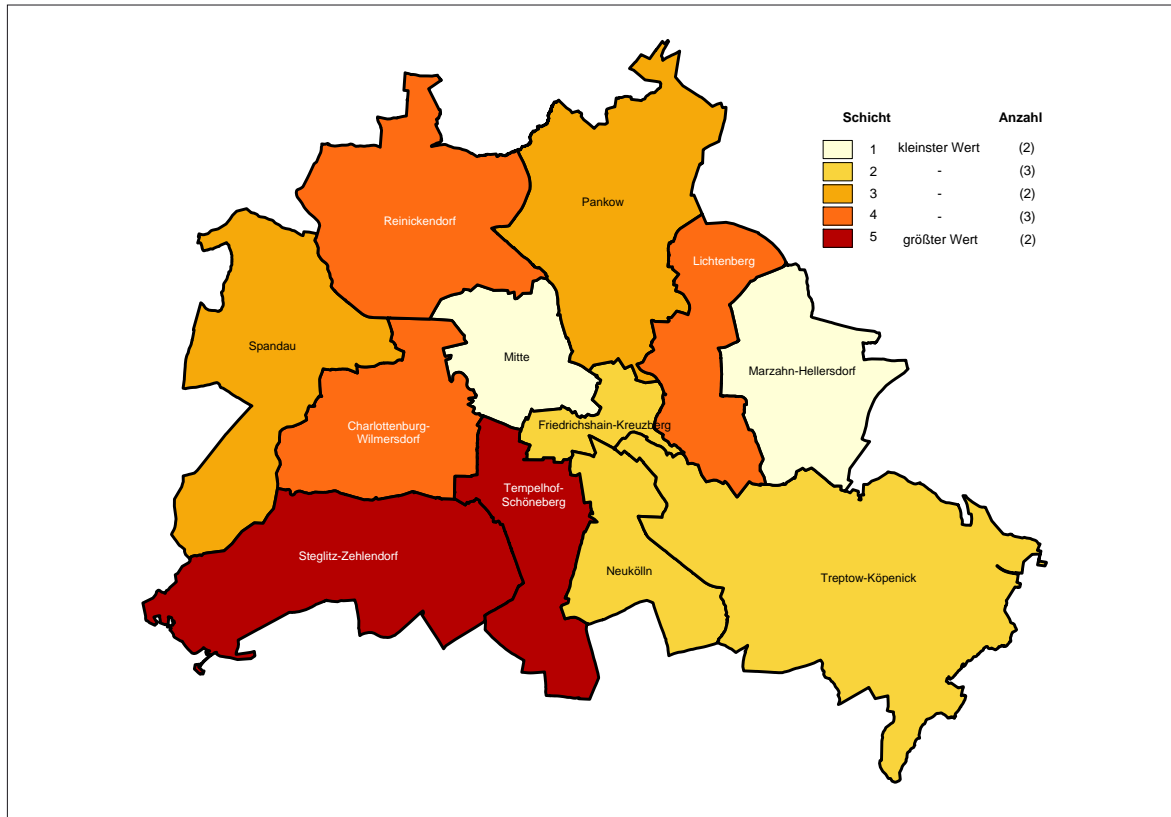 Schicht Anzahl
1 kleinster Wert (2)
2 - (3)
3 - (2)
4 - (3)
5 größter Wert (2)
Pankow
Reinickendorf
Lichtenberg
Spandau
Mitte
Marzahn-Hellersdorf
Charlottenburg-
Wilmersdorf
Friedrichshain-Kreuzberg
Tempelhof-
Schöneberg
Steglitz-Zehlendorf
Neukölln
Treptow-Köpenick